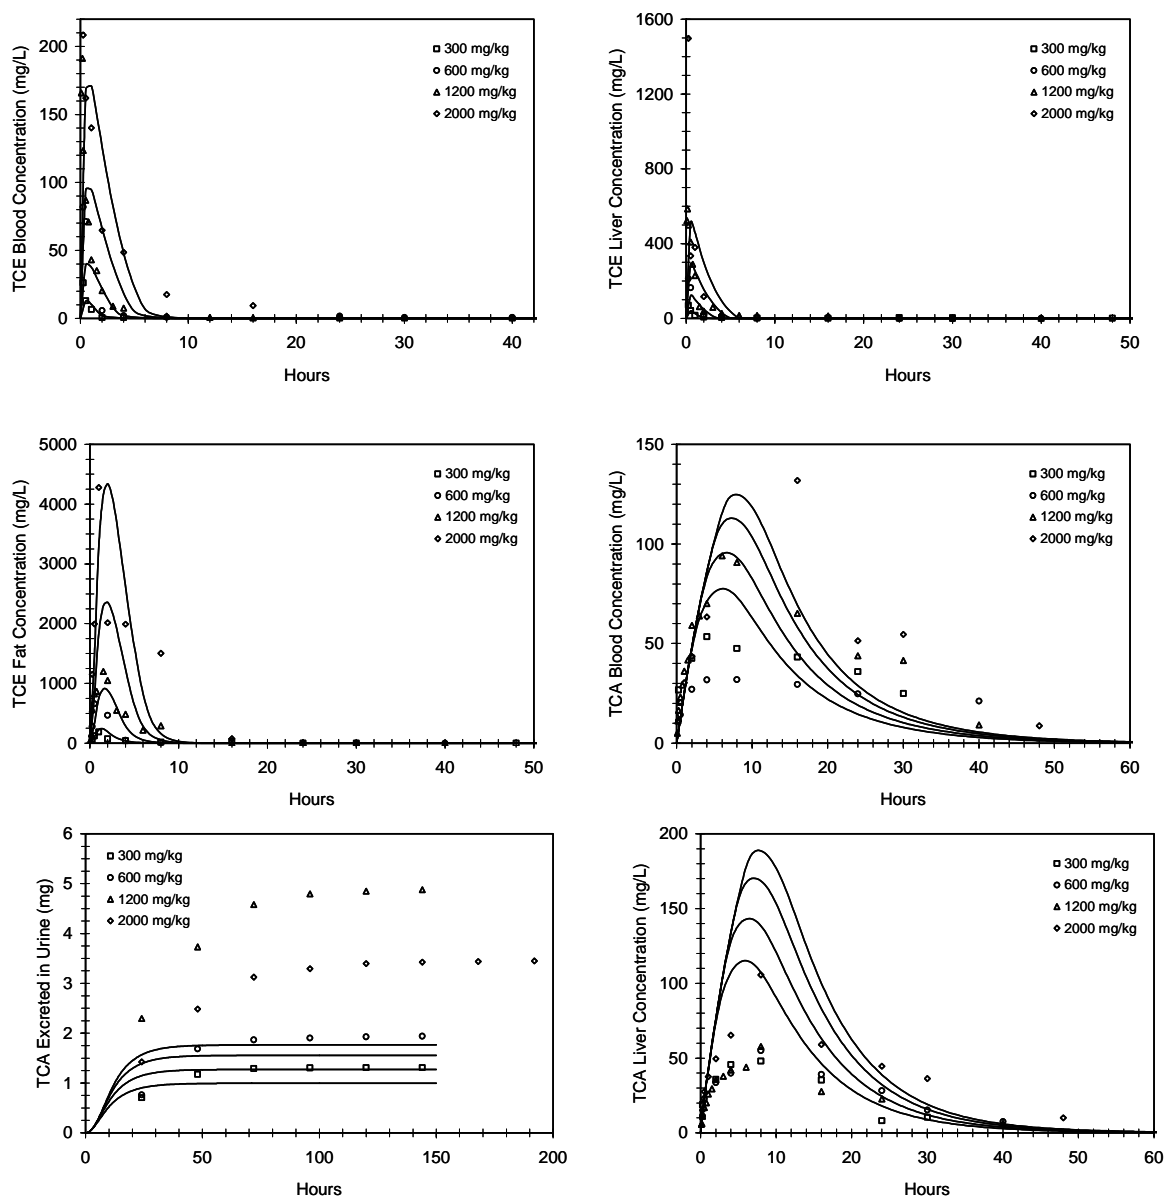 TCE Blood Concentration (mg/L)
200
150
100
50
0
0 10 20 30 40
Hours
300 mg/kg
600 mg/kg
1200 mg/kg
2000 mg/kg
TCE Liver Concentration (mg/L)
1600
1200
800
400
0
0 10 20 30 40 50
Hours
300 mg/kg
600 mg/kg
1200 mg/kg
2000 mg/kg
TCE Fat Concentration (mg/L)
5000
4000
3000
2000
1000
0
0 10 20 30 40 50
Hours
300 mg/kg
600 mg/kg
1200 mg/kg
2000 mg/kg
TCA Blood Concentration (mg/L)
150
100
50
0
0 10 20 30 40 50 60
Hours
300 mg/kg
600 mg/kg
1200 mg/kg
2000 mg/kg
TCA Excreted in Urine (mg)
6
5
4
3
2
1
0
0 50 100 150 200
Hours
300 mg/kg
600 mg/kg
1200 mg/kg
2000 mg/kg
TCA Liver Concentration (mg/L)
200
150
100
50
0
0 10 20 30 40 50 60
Hours
300 mg/kg
600 mg/kg
1200 mg/kg
2000 mg/kg